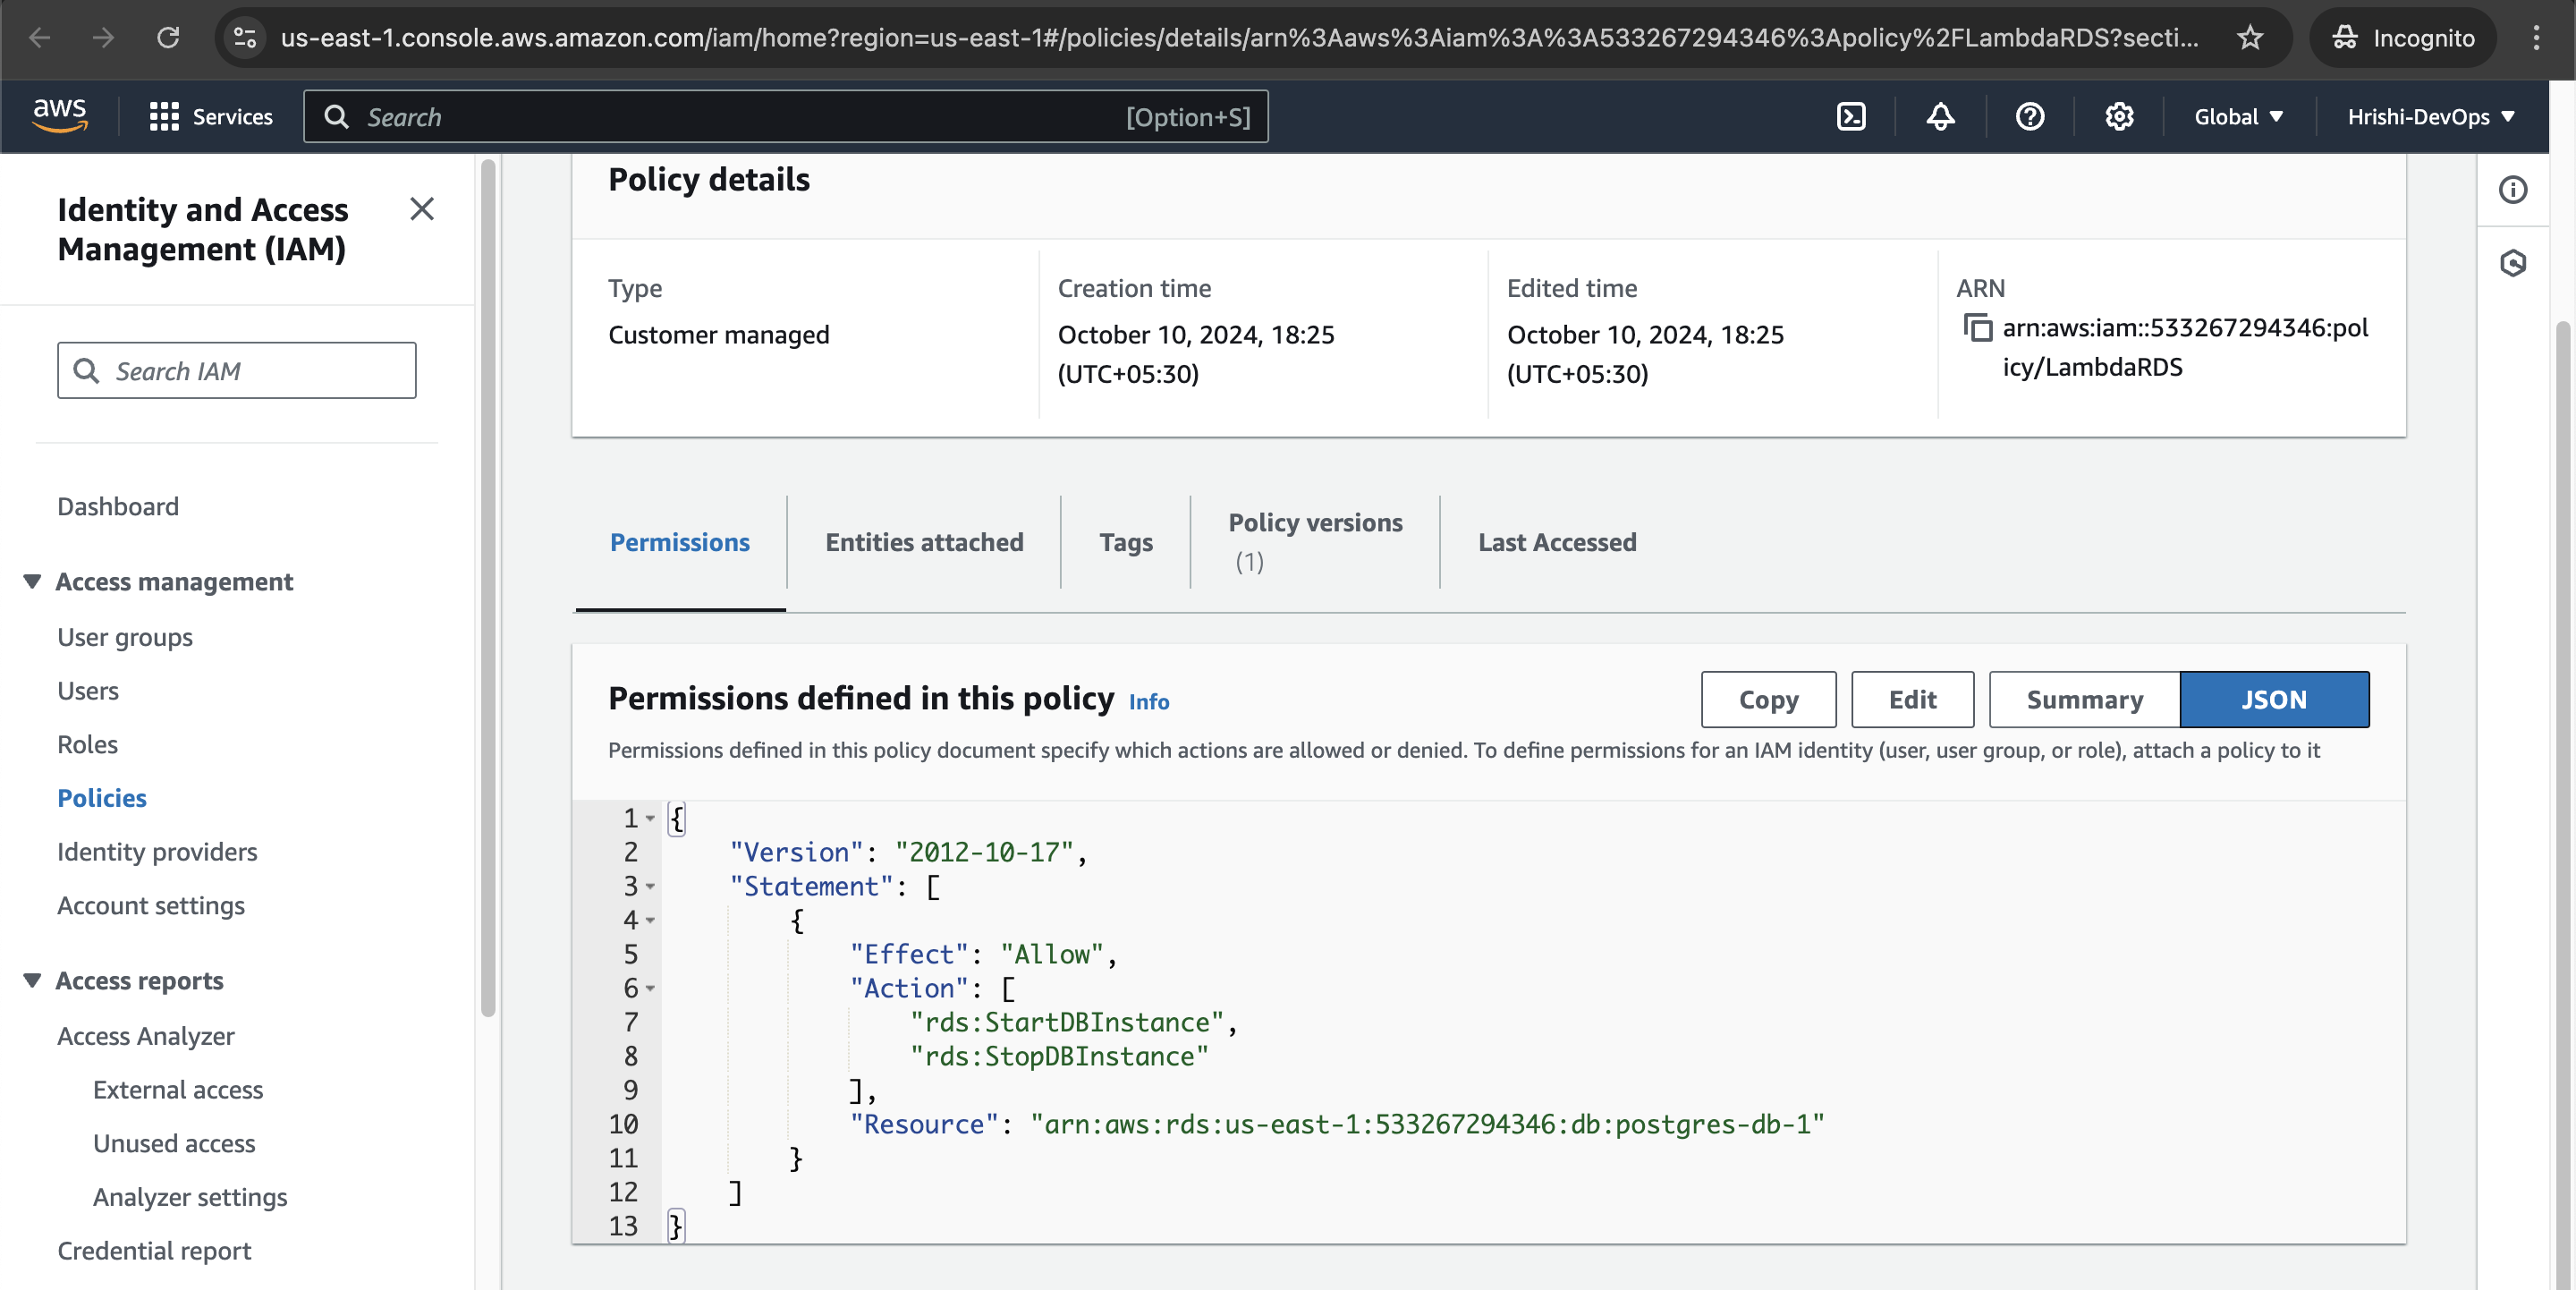 us-east-1.console.aws.amazon.com/iam/home?region=us-east-1#/policies/details/arn%3Aaws%3Aiam%3A%3A533267294346%3Apolicy%2FLambdaRDS?secti...
Incognito
aws
Services
Search
[Option+S]
Global
Hrishi-DevOps
Identity and Access
Management (IAM)
Search IAM
Dashboard
Access management
User groups
Users
Roles
Policies
Identity providers
Account settings
Access reports
Access Analyzer
External access
Unused access
Analyzer settings
Credential report
Policy details
Type
Customer managed
Creation time
October 10, 2024, 18:25
(UTC+05:30)
Edited time
October 10, 2024, 18:25
(UTC+05:30)
ARN
arn:aws:iam::533267294346:pol
icy/LambdaRDS
Permissions
Entities attached
Tags
Policy versions
(1)
Last Accessed
Permissions defined in this policy Info
Copy
Edit
Summary
JSON
Permissions defined in this policy document specify which actions are allowed or denied. To define permissions for an IAM identity (user, user group, or role), attach a policy to it
1 {
2     "Version": "2012-10-17",
3     "Statement": [
4         {
5             "Effect": "Allow",
6             "Action": [
7                 "rds:StartDBInstance",
8                 "rds:StopDBInstance"
9             ],
10             "Resource": "arn:aws:rds:us-east-1:533267294346:db:postgres-db-1"
11         }
12     ]
13 }